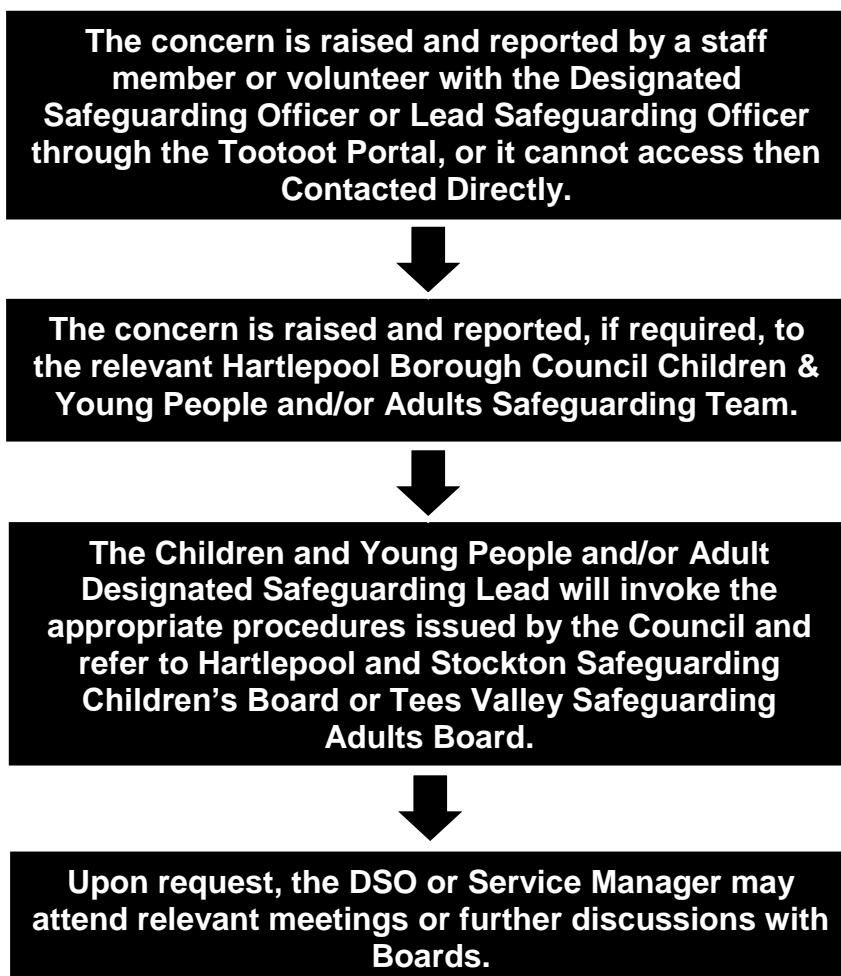 The concern is raised and reported by a staff
member or volunteer with the Designated
Safeguarding Officer or Lead Safeguarding Officer
through the Tootoot Portal, or it cannot access then
Contacted Directly.
The concern is raised and reported, if required, to
the relevant Hartlepool Borough Council Children &
Young People and/or Adults Safeguarding Team.
The Children and Young People and/or Adult
Designated Safeguarding Lead will invoke the
appropriate procedures issued by the Council and
refer to Hartlepool and Stockton Safeguarding
Children’s Board or Tees Valley Safeguarding
Adults Board.
Upon request, the DSO or Service Manager may
attend relevant meetings or further discussions with
Boards.